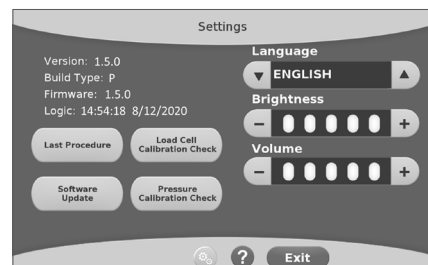 Settings
Version: 1.5.0
Build Type: P
Firmware: 1.5.0
Logic: 14:54:18 8/12/2020
Last Procedure
Load Cell
Calibration Check
Software
Update
Pressure
Calibration Check
Language
▼ ENGLISH ▲
Brightness
− +
Volume
− +
? Exit